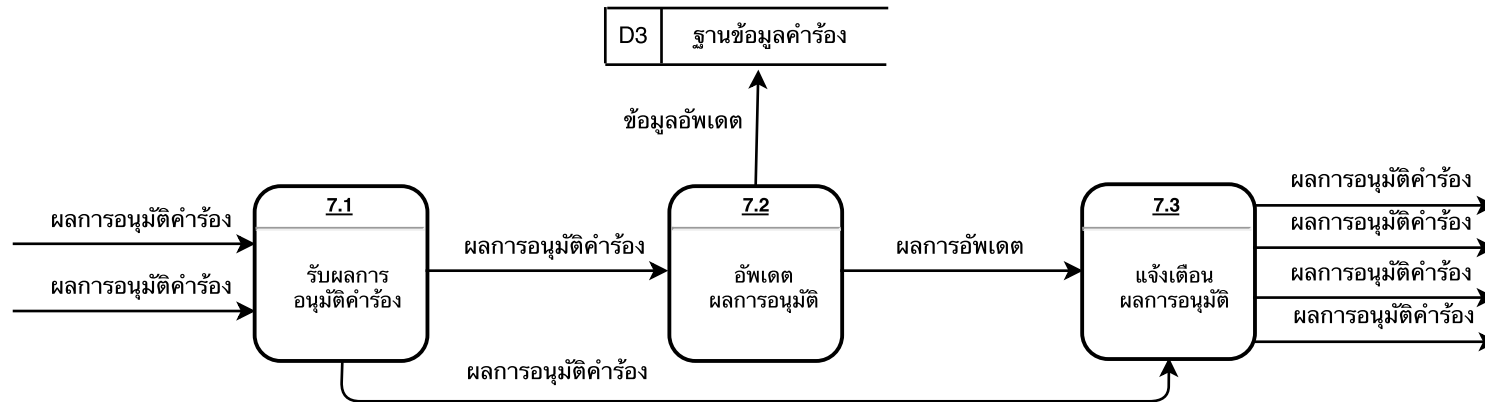 D3 ฐานข้อมูลคำร้อง
ข้อมูลอัพเดต
7.1
รับผลการ
อนุมัติคำร้อง
7.2
อัพเดต
ผลการอนุมัติ
7.3
แจ้งเตือน
ผลการอนุมัติ
ผลการอนุมัติคำร้อง
ผลการอนุมัติคำร้อง
ผลการอนุมัติคำร้อง
ผลการอัพเดต
ผลการอนุมัติคำร้อง
ผลการอนุมัติคำร้อง
ผลการอนุมัติคำร้อง
ผลการอนุมัติคำร้อง
ผลการอนุมัติคำร้อง